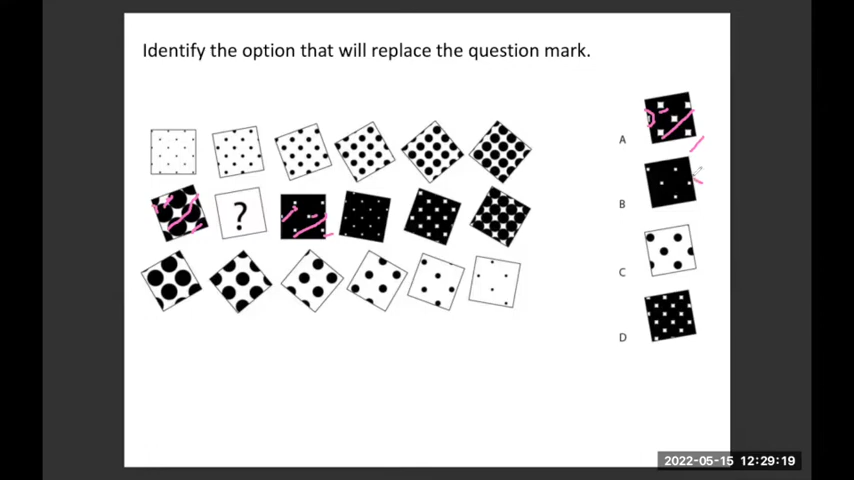 Identify the option that will replace the question mark.
?
A
B
C
D
2022-05-15 12:29:19